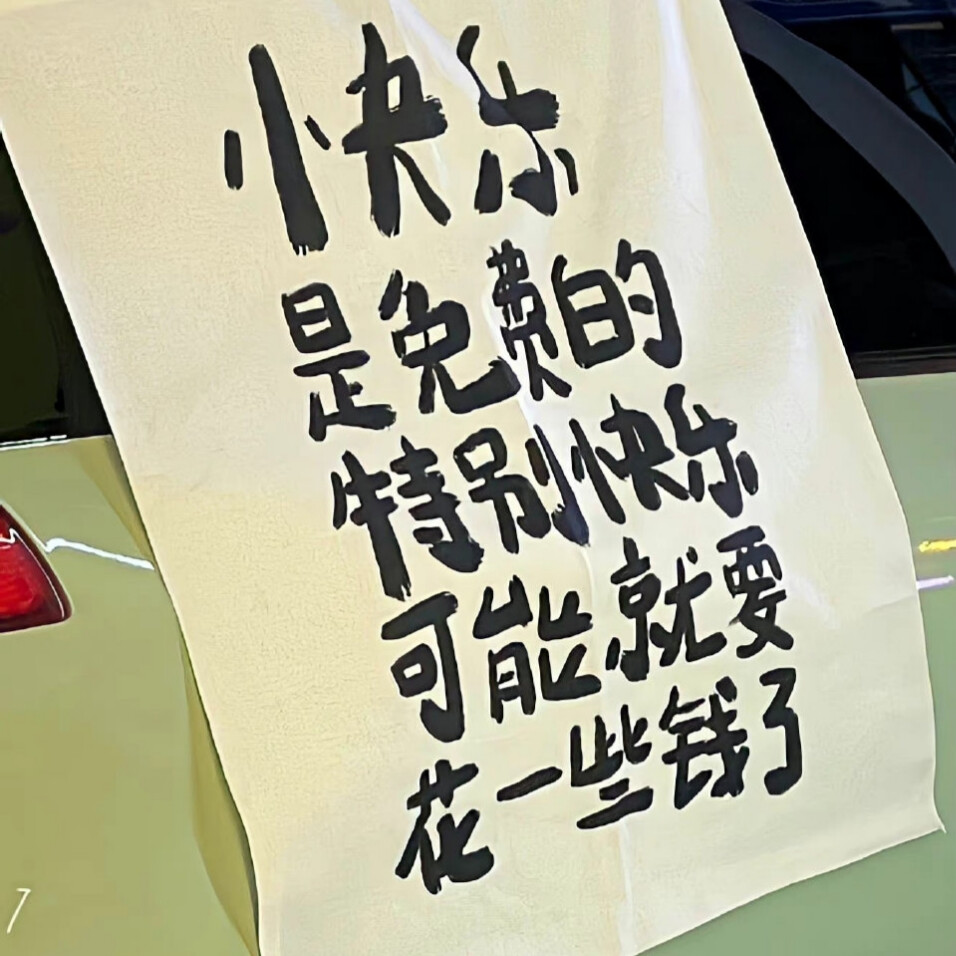 快乐
是免费的
特别快乐
可能就要
花一些钱了
7